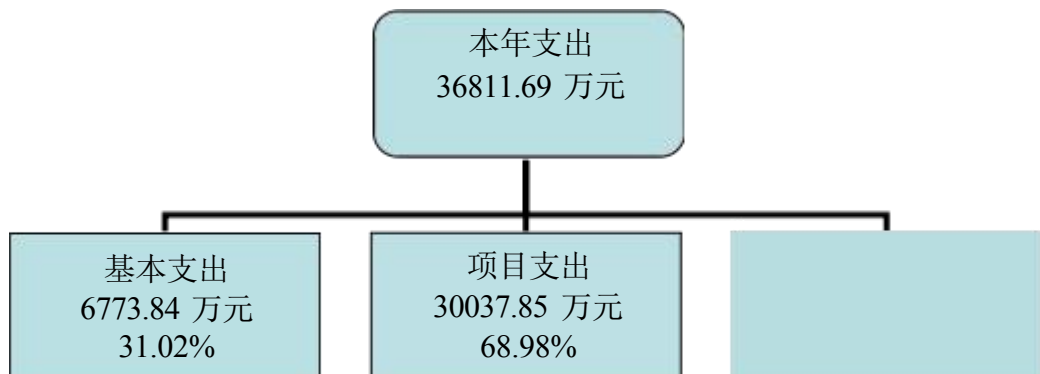 本年支出
36811.69 万元
基本支出
6773.84 万元
31.02%
项目支出
30037.85 万元
68.98%